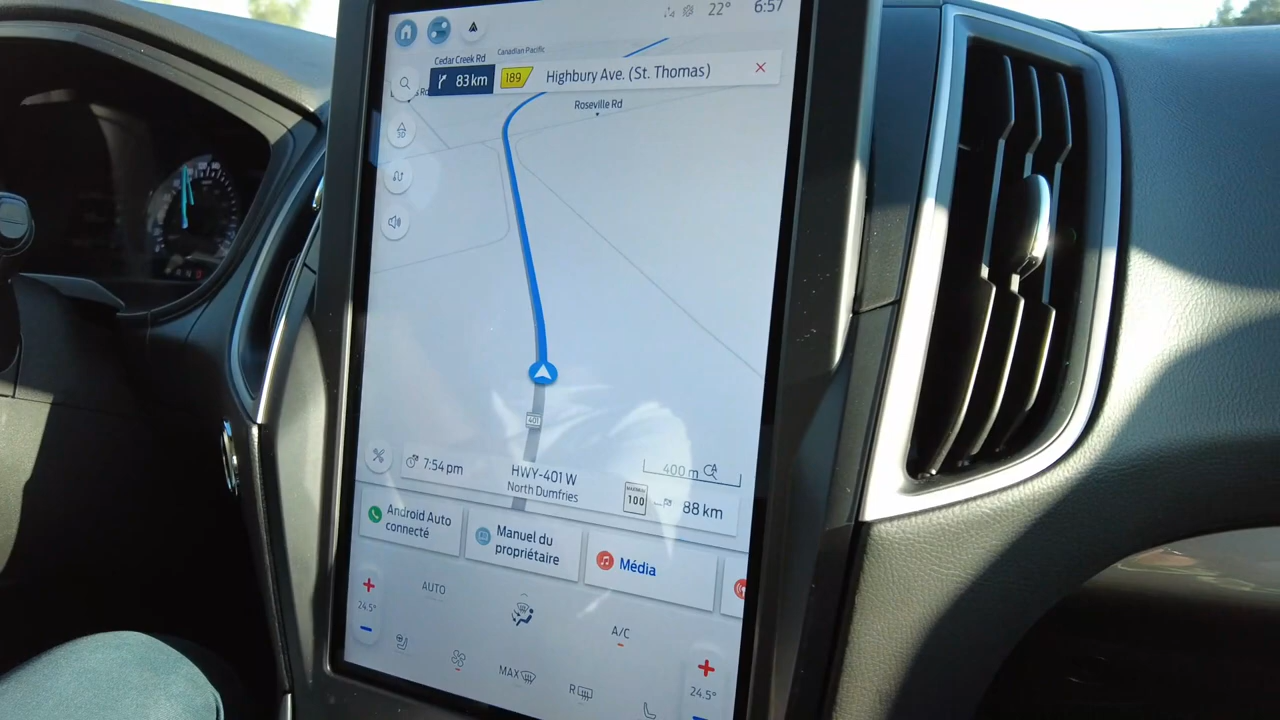 22°
6:57
Cedar Creek Rd
Canadian Pacific
83 km
189
Highbury Ave. (St. Thomas)
Rd
Roseville Rd
3D
401
7:54 pm
HWY-401 W
North Dumfries
400 m
MAXIMUM
100
88 km
Android Auto
connecté
Manuel du
propriétaire
Média
AUTO
24.5°
A/C
MAX
R
24.5°